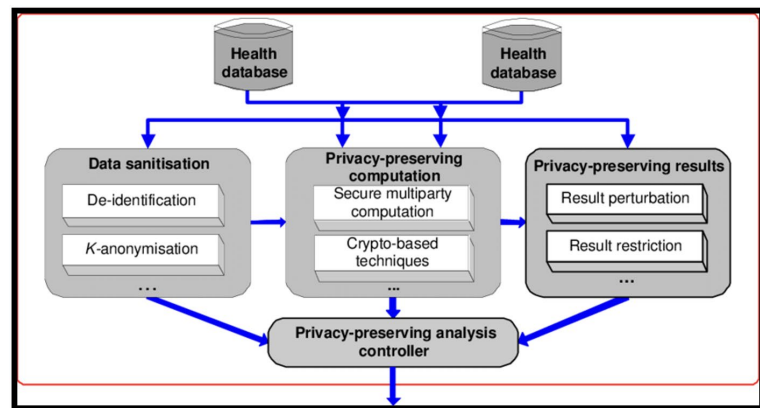 Health
database
Health
database
Data sanitisation
De-identification
K-anonymisation
...
Privacy-preserving
computation
Secure multiparty
computation
Crypto-based
techniques
...
Privacy-preserving results
Result perturbation
Result restriction
...
Privacy-preserving analysis
controller